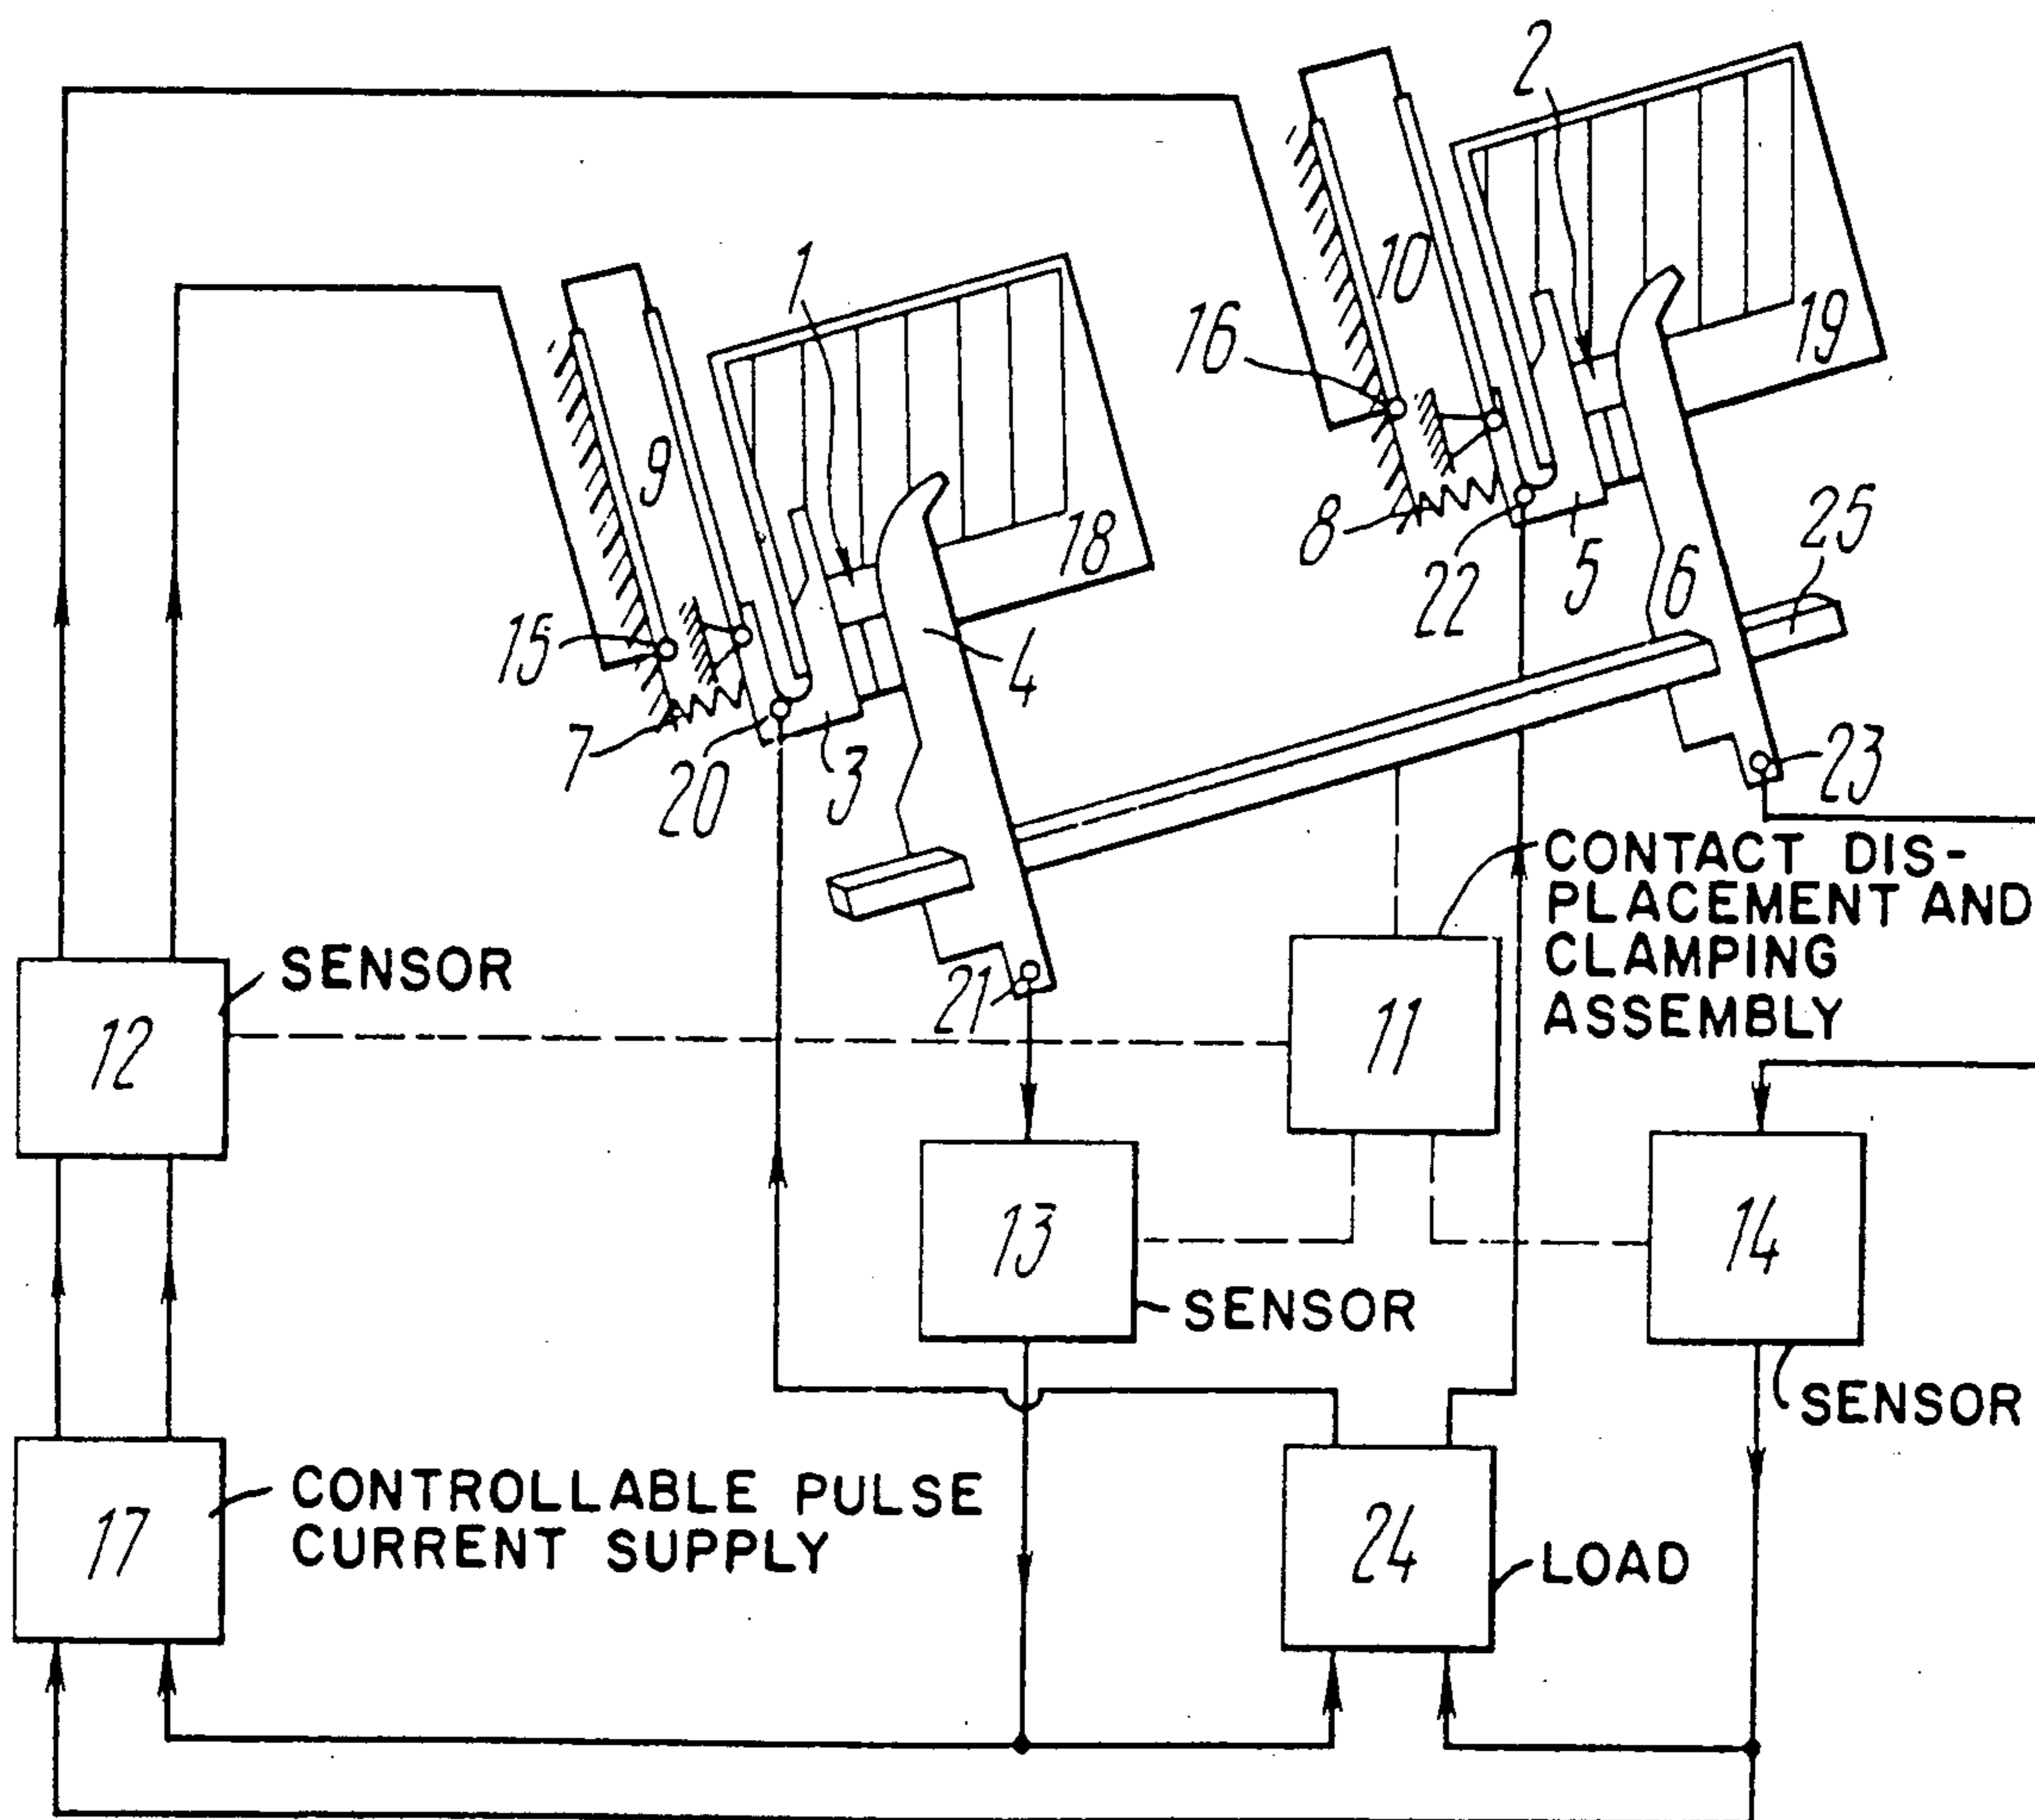 2
1
10
16
19
9
18
8
25
22
5
6
15
4
7
20
3
23
CONTACT DIS-
PLACEMENT AND
CLAMPING
ASSEMBLY
SENSOR
21
12
11
13
14
SENSOR
SENSOR
CONTROLLABLE PULSE
CURRENT SUPPLY
17
24
LOAD